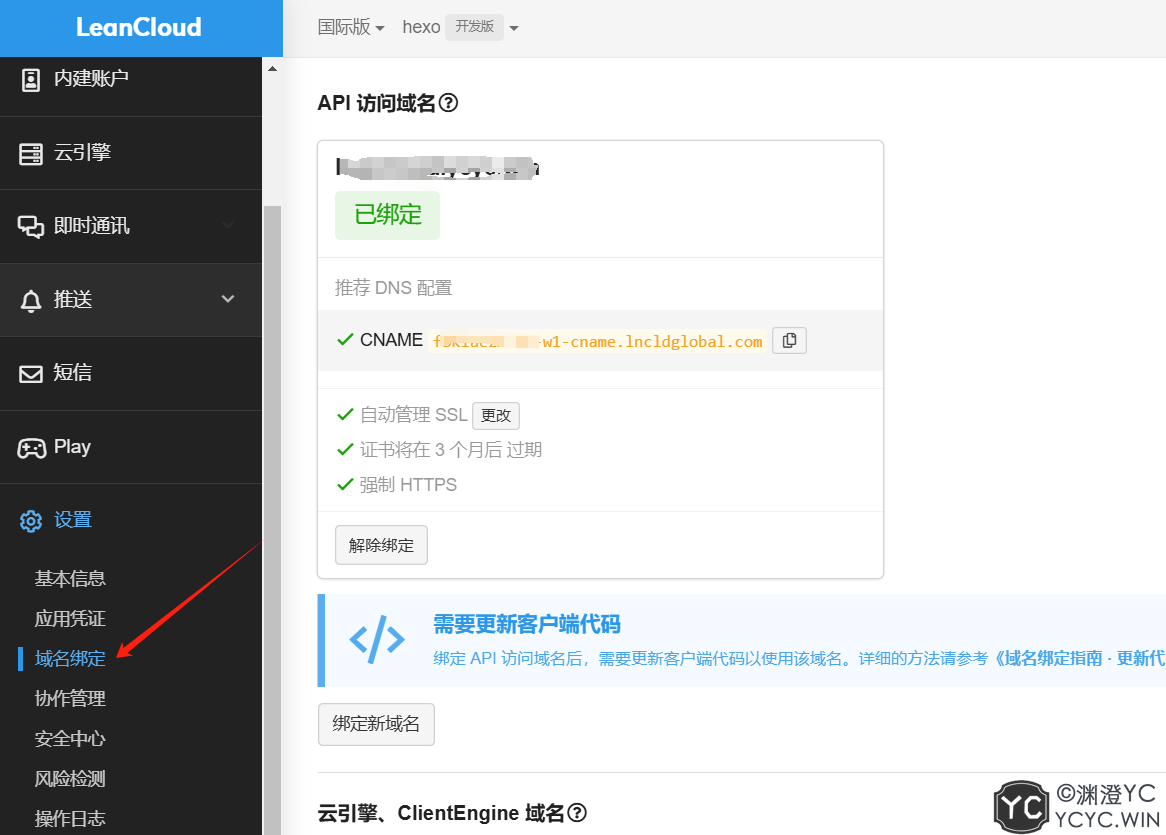 LeanCloud
国际版 hexo 开发版
内建账户
云引擎
即时通讯
推送
短信
Play
设置
基本信息
应用凭证
域名绑定
协作管理
安全中心
风险检测
操作日志
API 访问域名?
已绑定
推荐 DNS 配置
CNAME -w1-cname.lncldglobal.com
自动管理 SSL 更改
证书将在 3 个月后 过期
强制 HTTPS
解除绑定
</> 需要更新客户端代码
绑定 API 访问域名后，需要更新客户端代码以使用该域名。详细的方法请参考《域名绑定指南 · 更新代
绑定新域名
云引擎、ClientEngine 域名?
YC ©渊澄YC
YCYC.WIN